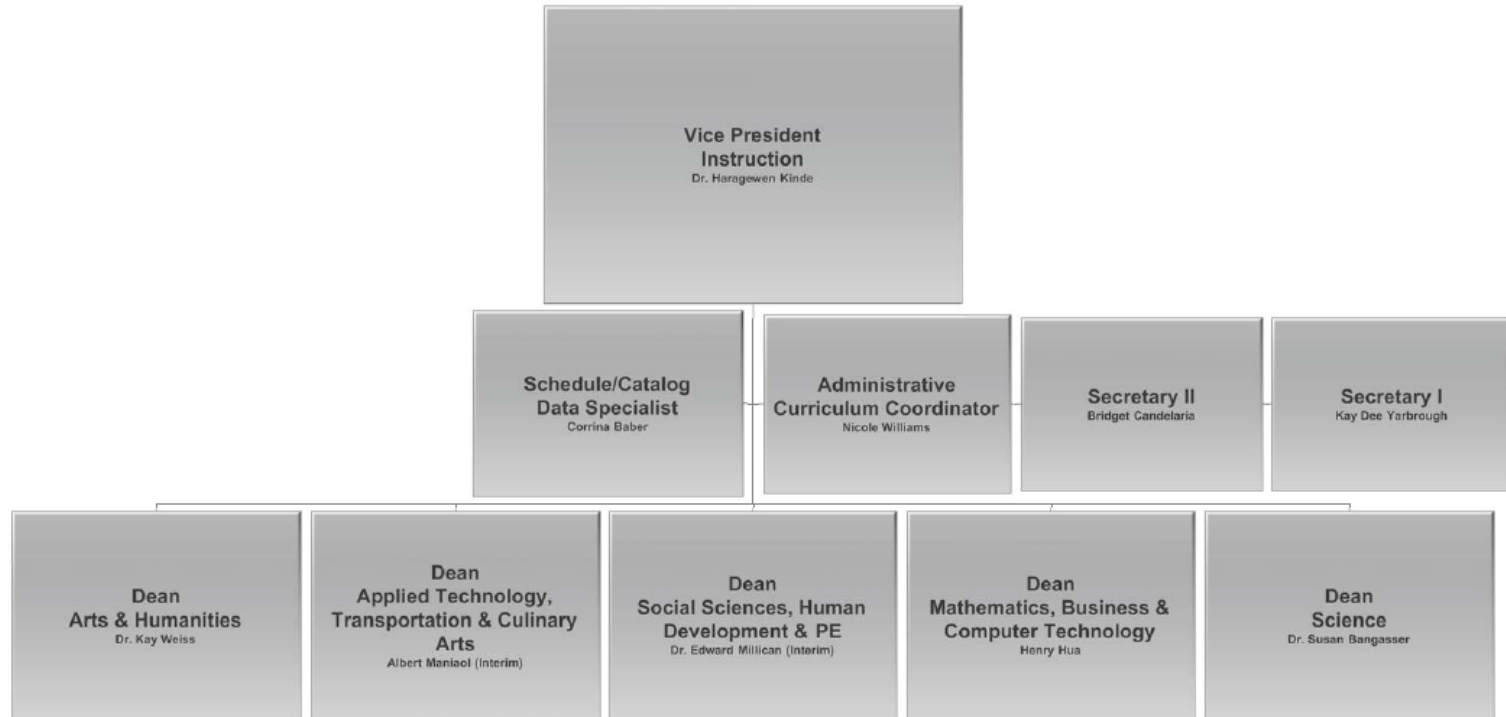 Vice President
Instruction
Dr. Haragewen Kinde
Schedule/Catalog
Data Specialist
Corrina Baber
Administrative
Curriculum Coordinator
Nicole Williams
Secretary II
Bridget Candelaria
Secretary I
Kay Dee Yarbrough
Dean
Arts & Humanities
Dr. Kay Weiss
Dean
Applied Technology,
Transportation & Culinary
Arts
Albert Maniaol (Interim)
Dean
Social Sciences, Human
Development & PE
Dr. Edward Millican (Interim)
Dean
Mathematics, Business &
Computer Technology
Henry Hua
Dean
Science
Dr. Susan Bangasser